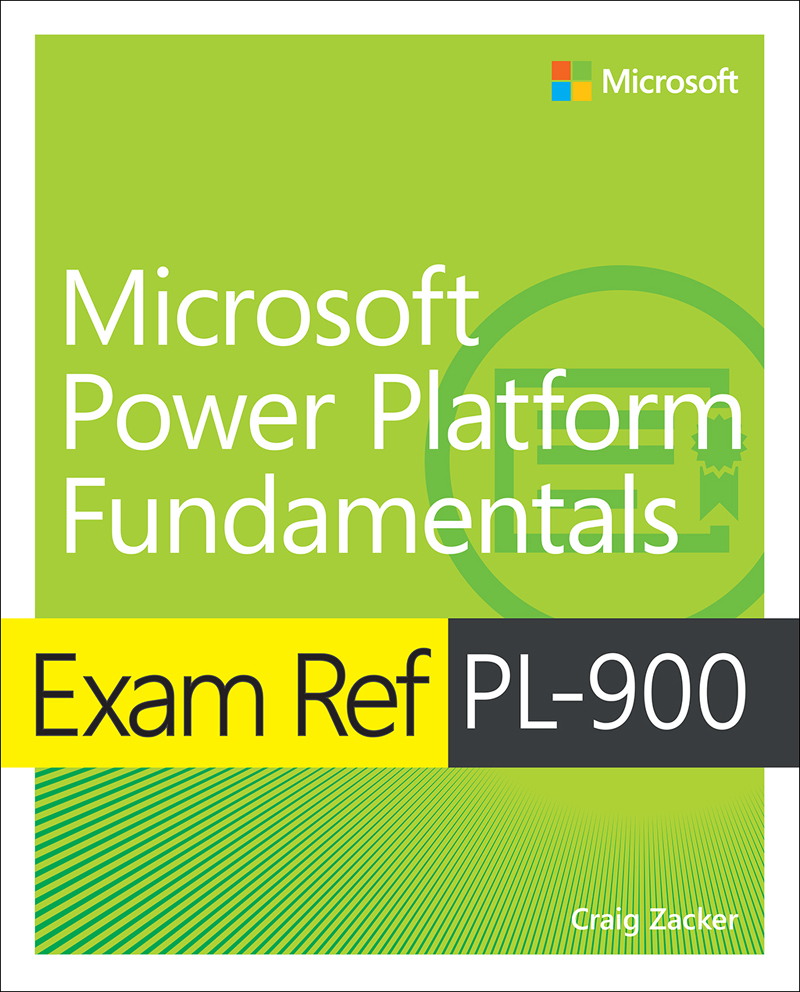 Microsoft
Microsoft
Power Platform
Fundamentals
Exam Ref PL-900
Craig Zacker